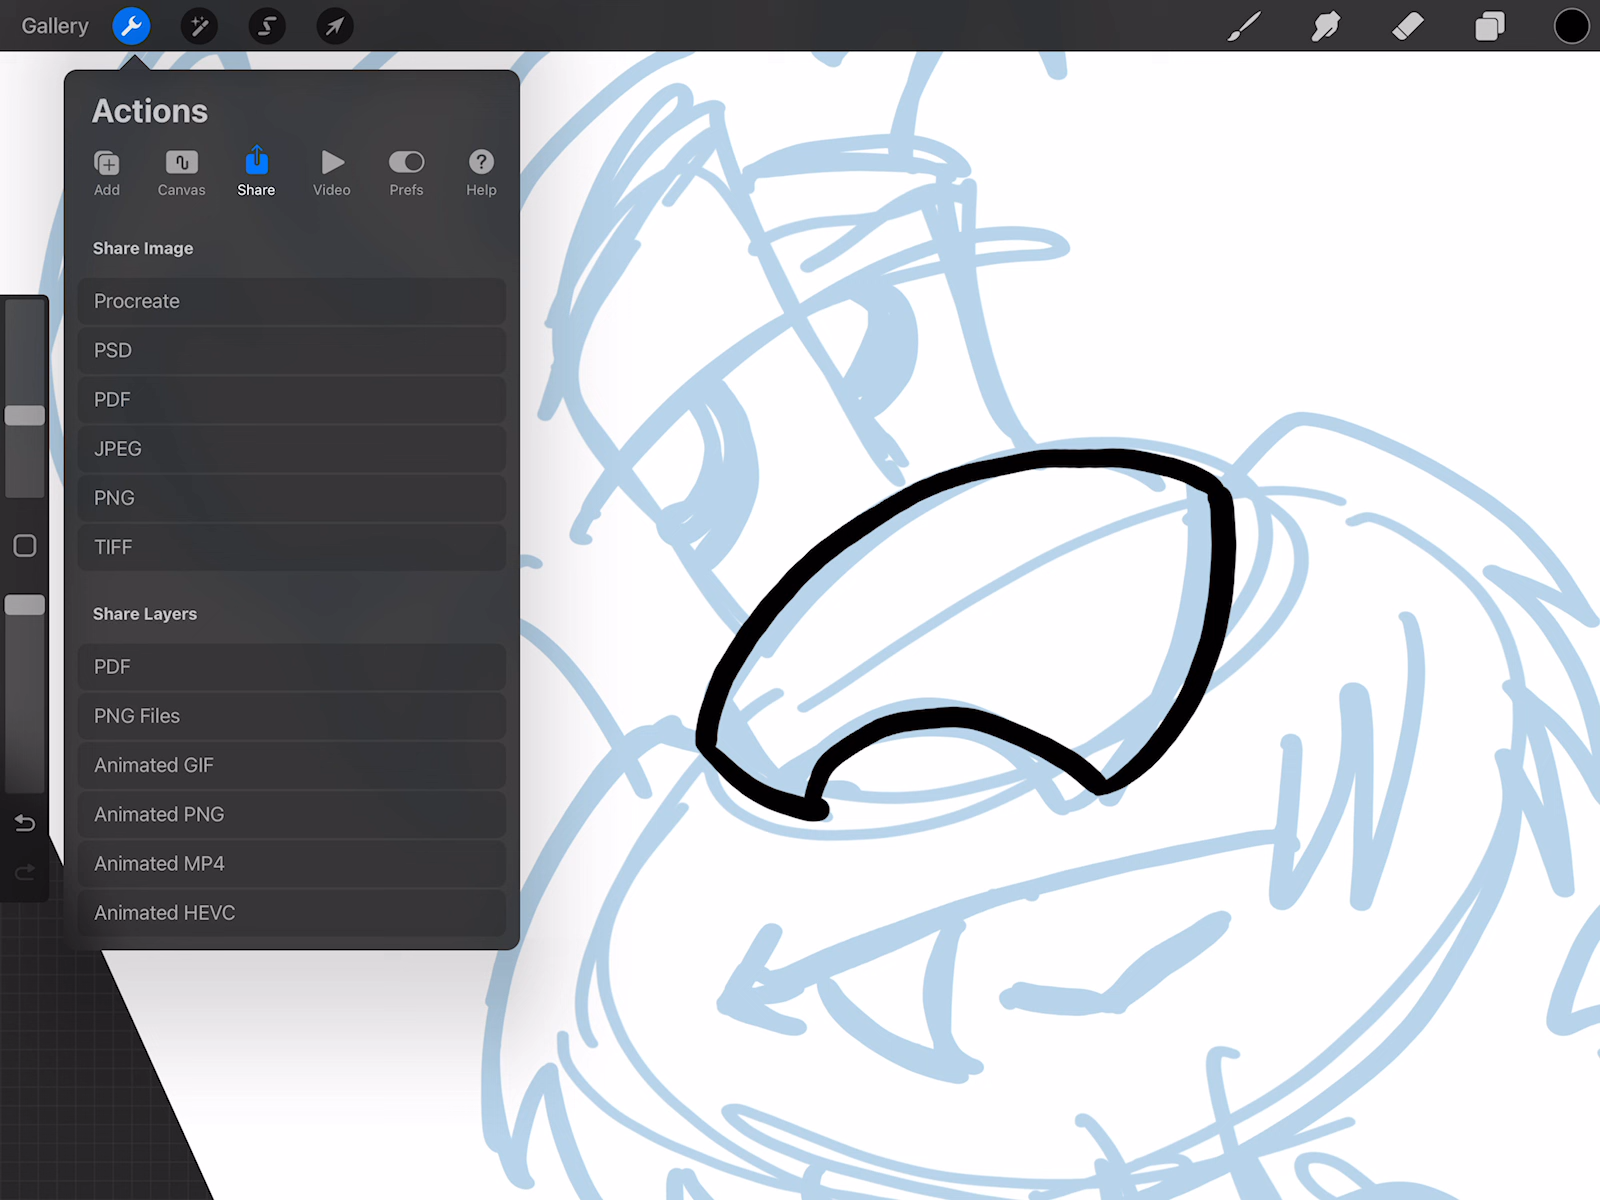 Gallery
Actions
Add Canvas Share Video Prefs Help
Share Image
Procreate
PSD
PDF
JPEG
PNG
TIFF
Share Layers
PDF
PNG Files
Animated GIF
Animated PNG
Animated MP4
Animated HEVC